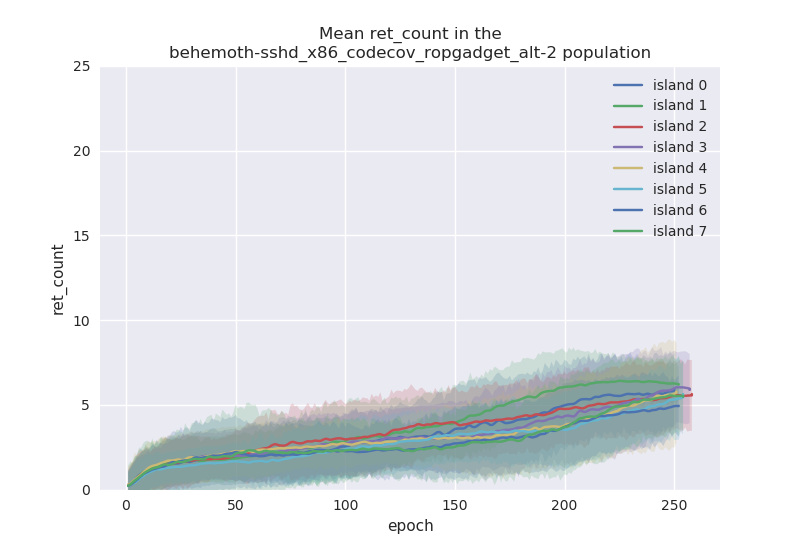 Mean ret_count in the
behemoth-sshd_x86_codecov_ropgadget_alt-2 population
25
20
15
10
5
0
ret_count
island 0
island 1
island 2
island 3
island 4
island 5
island 6
island 7
0 50 100 150 200 250
epoch